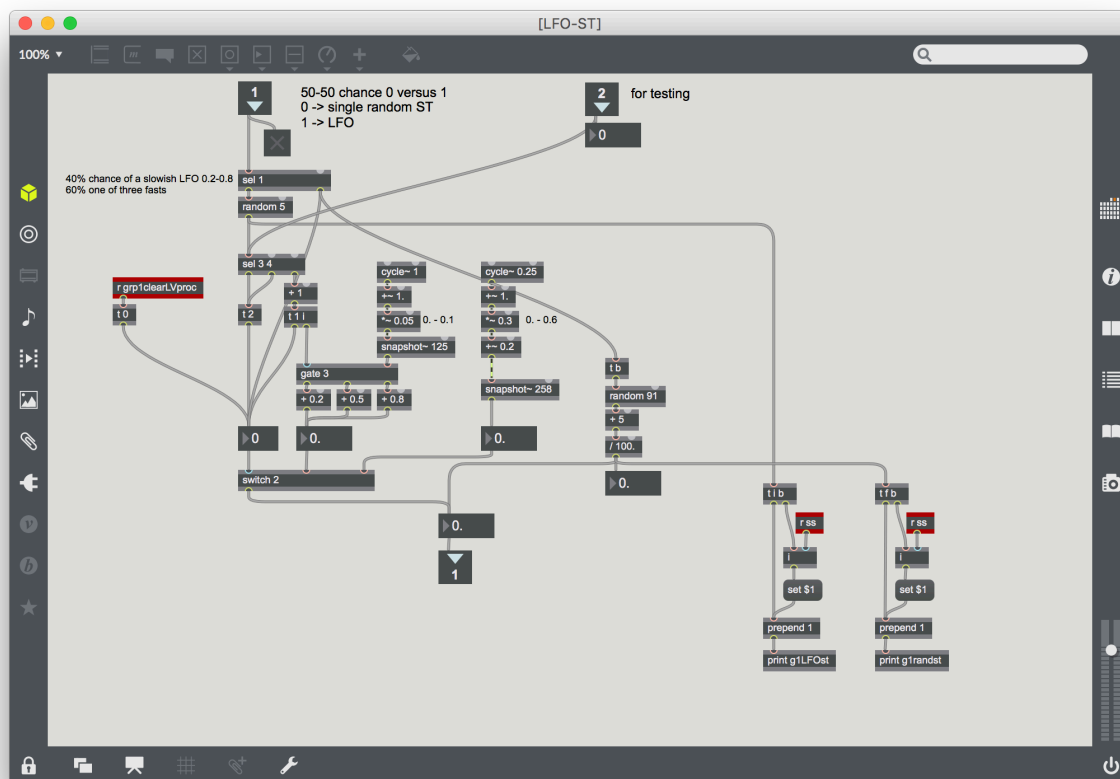 [LFO-ST]
100%
1
50-50 chance 0 versus 1
0 -> single random ST
1 -> LFO
2
for testing
0
40% chance of a slowish LFO 0.2-0.8
60% one of three fasts
sel 1
random 5
sel 3 4
cycle~ 1
cycle~ 0.25
r grp1clearLVproc
+ 1
+~ 1.
+~ 1.
t 0
t 2
t 1 i
*~ 0.05
0. - 0.1
*~ 0.3
0. - 0.6
snapshot~ 125
+~ 0.2
gate 3
t b
snapshot~ 258
random 91
+ 0.2
+ 0.5
+ 0.8
+ 5
0
0.
0.
/ 100.
switch 2
0.
t i b
t f b
0.
r ss
r ss
i
i
1
set $1
set $1
prepend 1
prepend 1
print g1LFOst
print g1randst